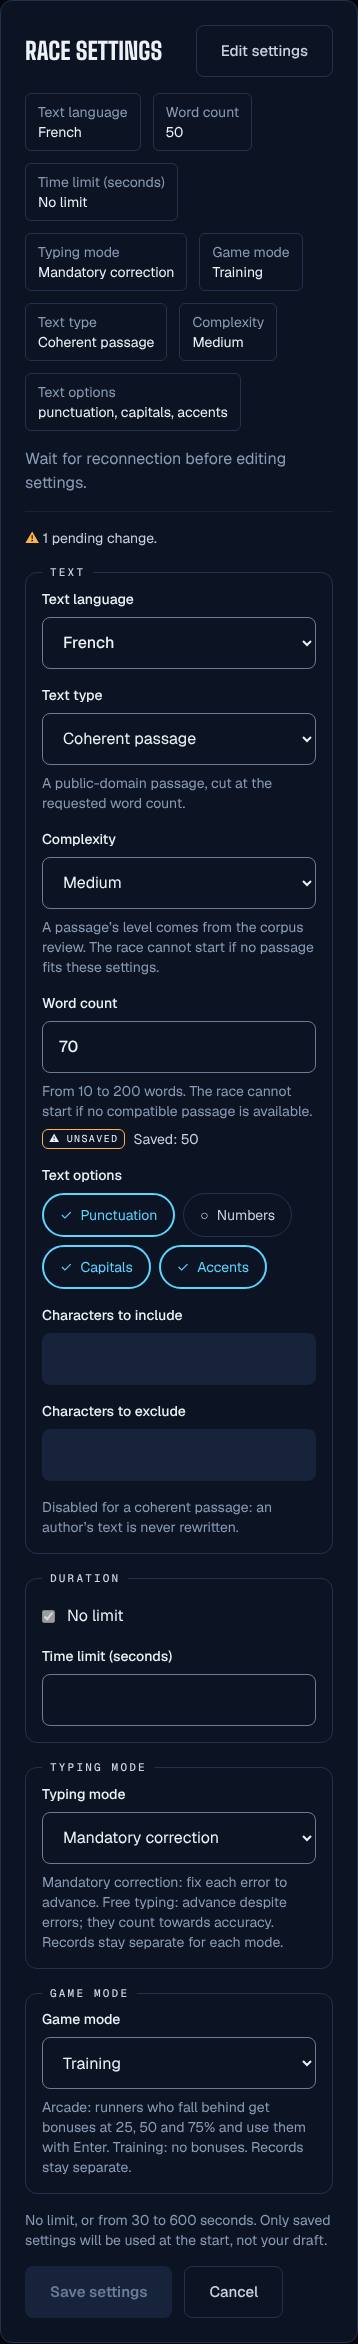 RACE SETTINGS
Edit settings
Text language
French
Word count
50
Time limit (seconds)
No limit
Typing mode
Mandatory correction
Game mode
Training
Text type
Coherent passage
Complexity
Medium
Text options
punctuation, capitals, accents
Wait for reconnection before editing
settings.
⚠ 1 pending change.
TEXT
Text language
French
Text type
Coherent passage
A public-domain passage, cut at the
requested word count.
Complexity
Medium
A passage’s level comes from the corpus
review. The race cannot start if no passage
fits these settings.
Word count
70
From 10 to 200 words. The race cannot
start if no compatible passage is available.
⚠ UNSAVED Saved: 50
Text options
✓ Punctuation
○ Numbers
✓ Capitals
✓ Accents
Characters to include
Characters to exclude
Disabled for a coherent passage: an
author’s text is never rewritten.
DURATION
No limit
Time limit (seconds)
TYPING MODE
Typing mode
Mandatory correction
Mandatory correction: fix each error to
advance. Free typing: advance despite
errors; they count towards accuracy.
Records stay separate for each mode.
GAME MODE
Game mode
Training
Arcade: runners who fall behind get
bonuses at 25, 50 and 75% and use them
with Enter. Training: no bonuses. Records
stay separate.
No limit, or from 30 to 600 seconds. Only saved
settings will be used at the start, not your draft.
Save settings
Cancel